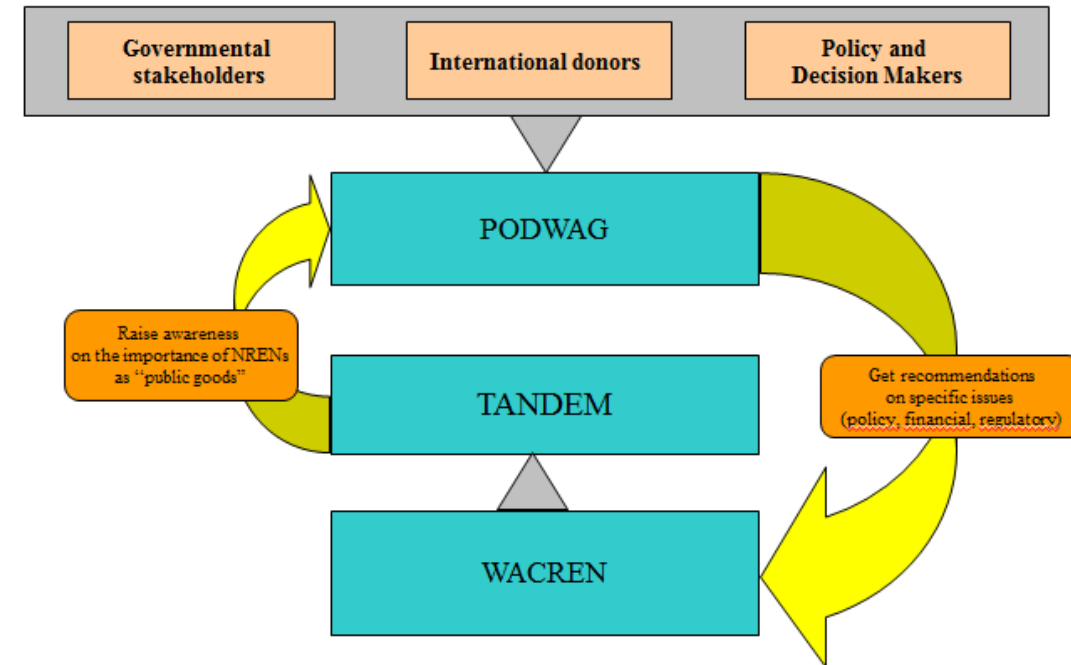 Governmental
stakeholders
International donors
Policy and
Decision Makers
PODWAG
Raise awareness
on the importance of NRENs
as “public goods”
TANDEM
Get recommendations
on specific issues
(policy, financial, regulatory)
WACREN